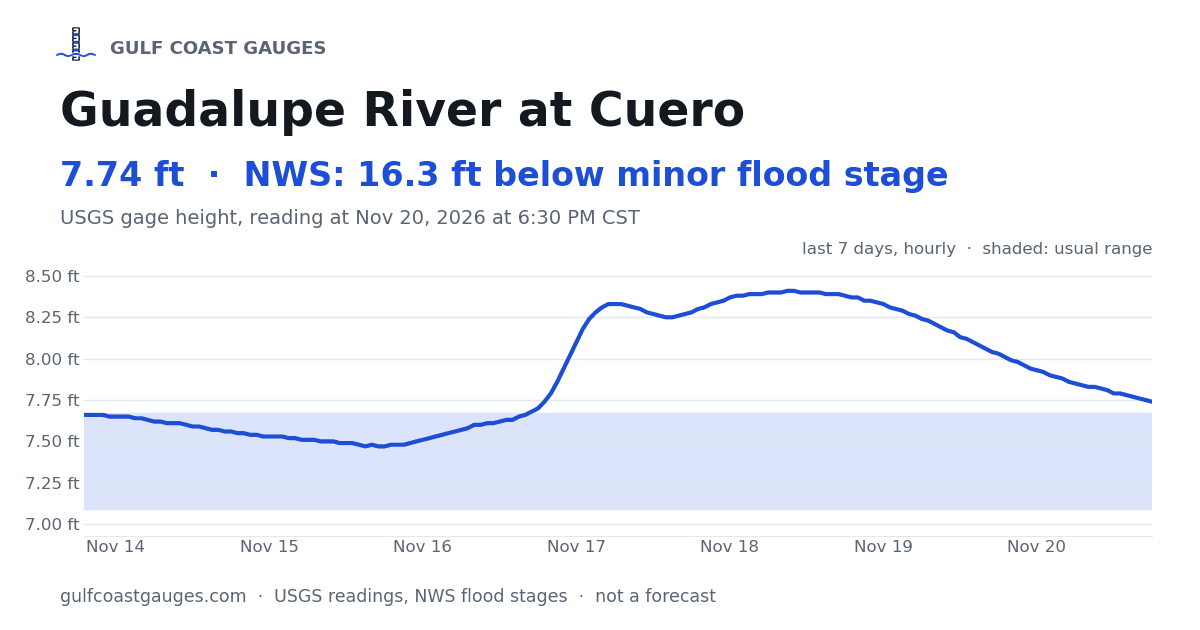 GULF COAST GAUGES
Guadalupe River at Cuero
7.74 ft · NWS: 16.3 ft below minor flood stage
USGS gage height, reading at Nov 20, 2026 at 6:30 PM CST
last 7 days, hourly · shaded: usual range
8.50 ft
8.25 ft
8.00 ft
7.75 ft
7.50 ft
7.25 ft
7.00 ft
Nov 14 Nov 15 Nov 16 Nov 17 Nov 18 Nov 19 Nov 20
gulfcoastgauges.com · USGS readings, NWS flood stages · not a forecast